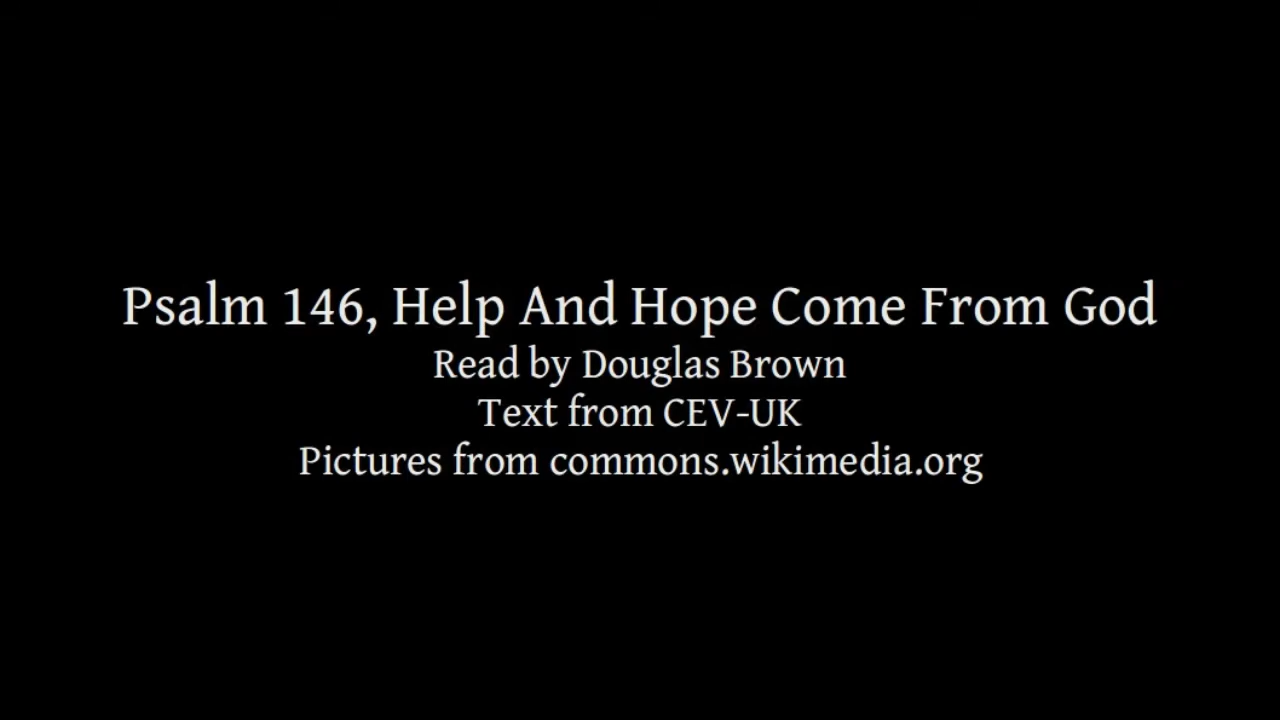 Psalm 146, Help And Hope Come From God
Read by Douglas Brown
Text from CEV-UK
Pictures from commons.wikimedia.org